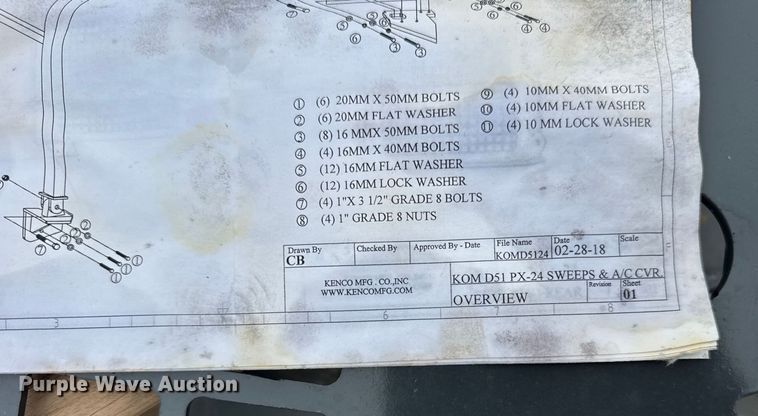 ① (6) 20MM X 50MM BOLTS
② (6) 20MM FLAT WASHER
③ (8) 16 MMX 50MM BOLTS
④ (4) 16MM X 40MM BOLTS
⑤ (12) 16MM FLAT WASHER
⑥ (12) 16MM LOCK WASHER
⑦ (4) 1"X 3 1/2" GRADE 8 BOLTS
⑧ (4) 1" GRADE 8 NUTS
⑨ (4) 10MM X 40MM BOLTS
⑩ (4) 10MM FLAT WASHER
⑪ (4) 10 MM LOCK WASHER
Drawn By
CB
Checked By
Approved By - Date
File Name
KOMD5124
Date
02-28-18
Scale
KENCO MFG . CO.,INC
WWW.KENCOMFG.COM
KOM D51 PX-24 SWEEPS & A/C CVR.
OVERVIEW
Revision
Sheet
01
3
6
7
8
Purple Wave Auction